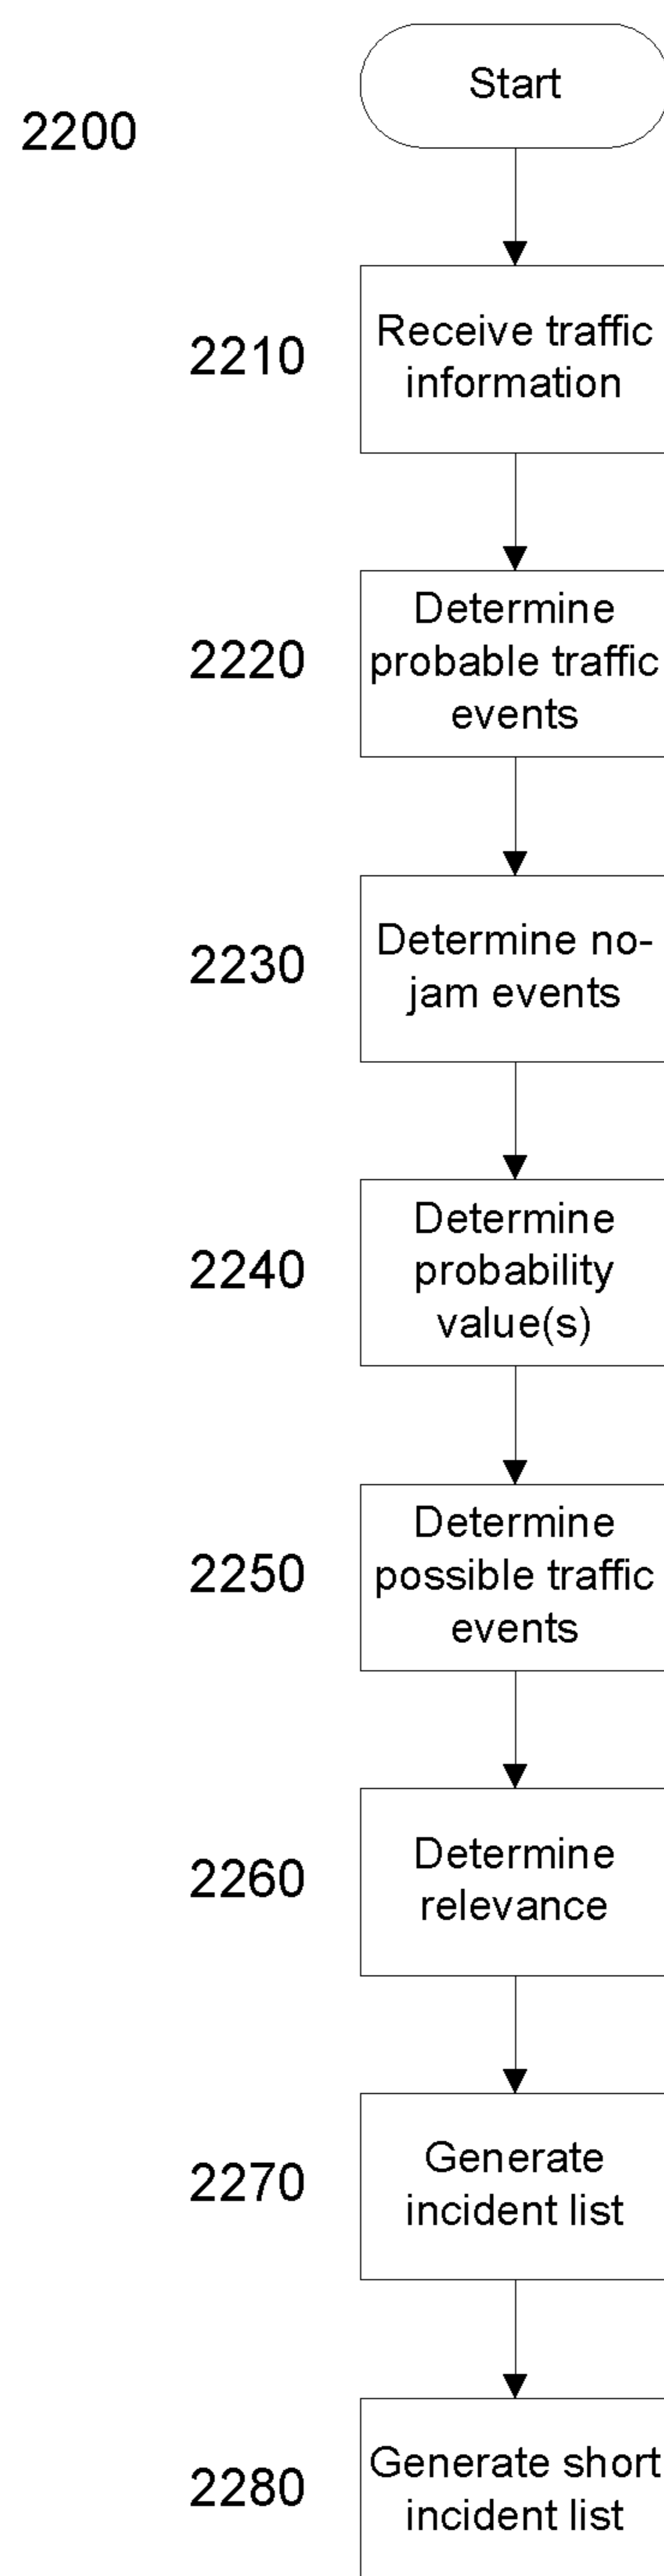 Start
2200
2210
Receive traffic
information
2220
Determine
probable traffic
events
2230
Determine no-
jam events
2240
Determine
probability
value(s)
2250
Determine
possible traffic
events
2260
Determine
relevance
2270
Generate
incident list
2280
Generate short
incident list